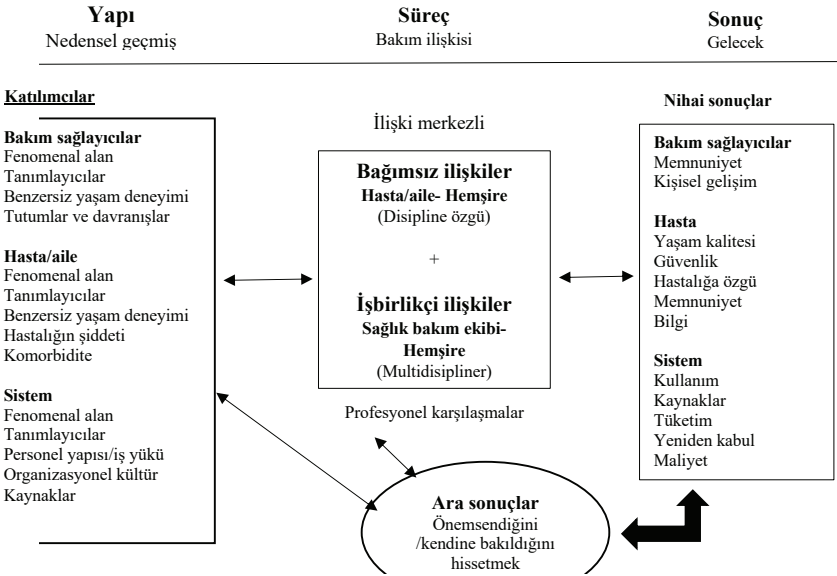 Yapı
Nedensel geçmiş
Süreç
Bakım ilişkisi
Sonuç
Gelecek
Katılımcılar
Bakım sağlayıcılar
Fenomenal alan
Tanımlayıcılar
Benzersiz yaşam deneyimi
Tutumlar ve davranışlar
Hasta/aile
Fenomenal alan
Tanımlayıcılar
Benzersiz yaşam deneyimi
Hastalığın şiddeti
Komorbidite
Sistem
Fenomenal alan
Tanımlayıcılar
Personel yapısı/iş yükü
Organizasyonel kültür
Kaynaklar
İlişki merkezli
Bağımsız ilişkiler
Hasta/aile- Hemşire
(Disipline özgü)
+
İşbirlikçi ilişkiler
Sağlık bakım ekibi-
Hemşire
(Multidisipliner)
Profesyonel karşılaşmalar
Ara sonuçlar
Önemsendiğini
/kendine bakıldığını
hissetmek
Nihai sonuçlar
Bakım sağlayıcılar
Memnuniyet
Kişisel gelişim
Hasta
Yaşam kalitesi
Güvenlik
Hastalığa özgü
Memnuniyet
Bilgi
Sistem
Kullanım
Kaynaklar
Tüketim
Yeniden kabul
Maliyet